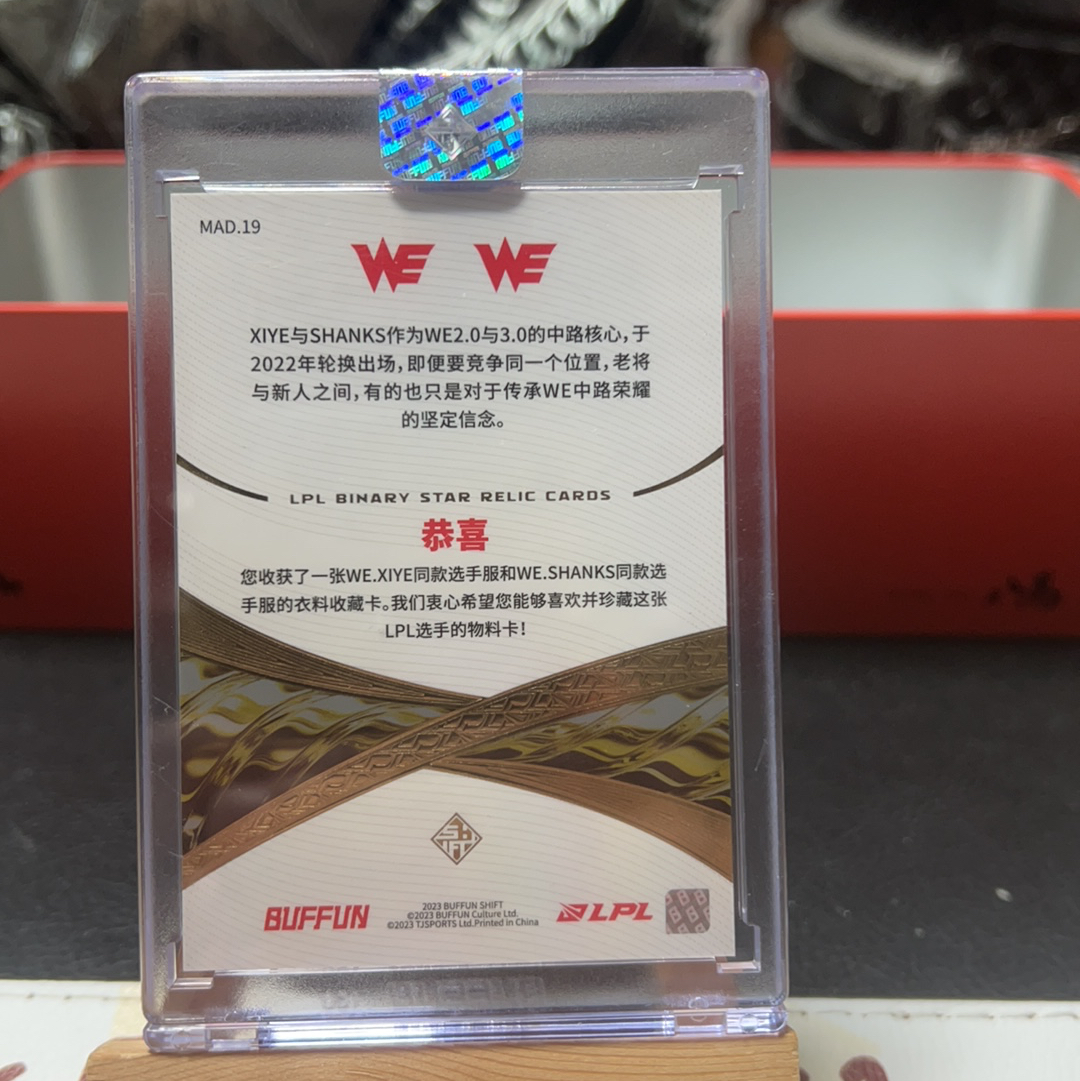 MAD.19
WE WE
XIYE与SHANKS作为WE2.0与3.0的中路核心,于
2022年轮换出场,即便要竞争同一个位置,老将
与新人之间,有的也只是对于传承WE中路荣耀
的坚定信念。
LPL BINARY STAR RELIC CARDS
恭喜
您收获了一张WE.XIYE同款选手服和WE.SHANKS同款选
手服的衣料收藏卡。我们衷心希望您能够喜欢并珍藏这张
LPL选手的物料卡!
SH
IFT
BUFFUN
2023 BUFFUN SHIFT
©2023 BUFFUN Culture Ltd.
©2023 TJSPORTS Ltd.Printed in China
LPL